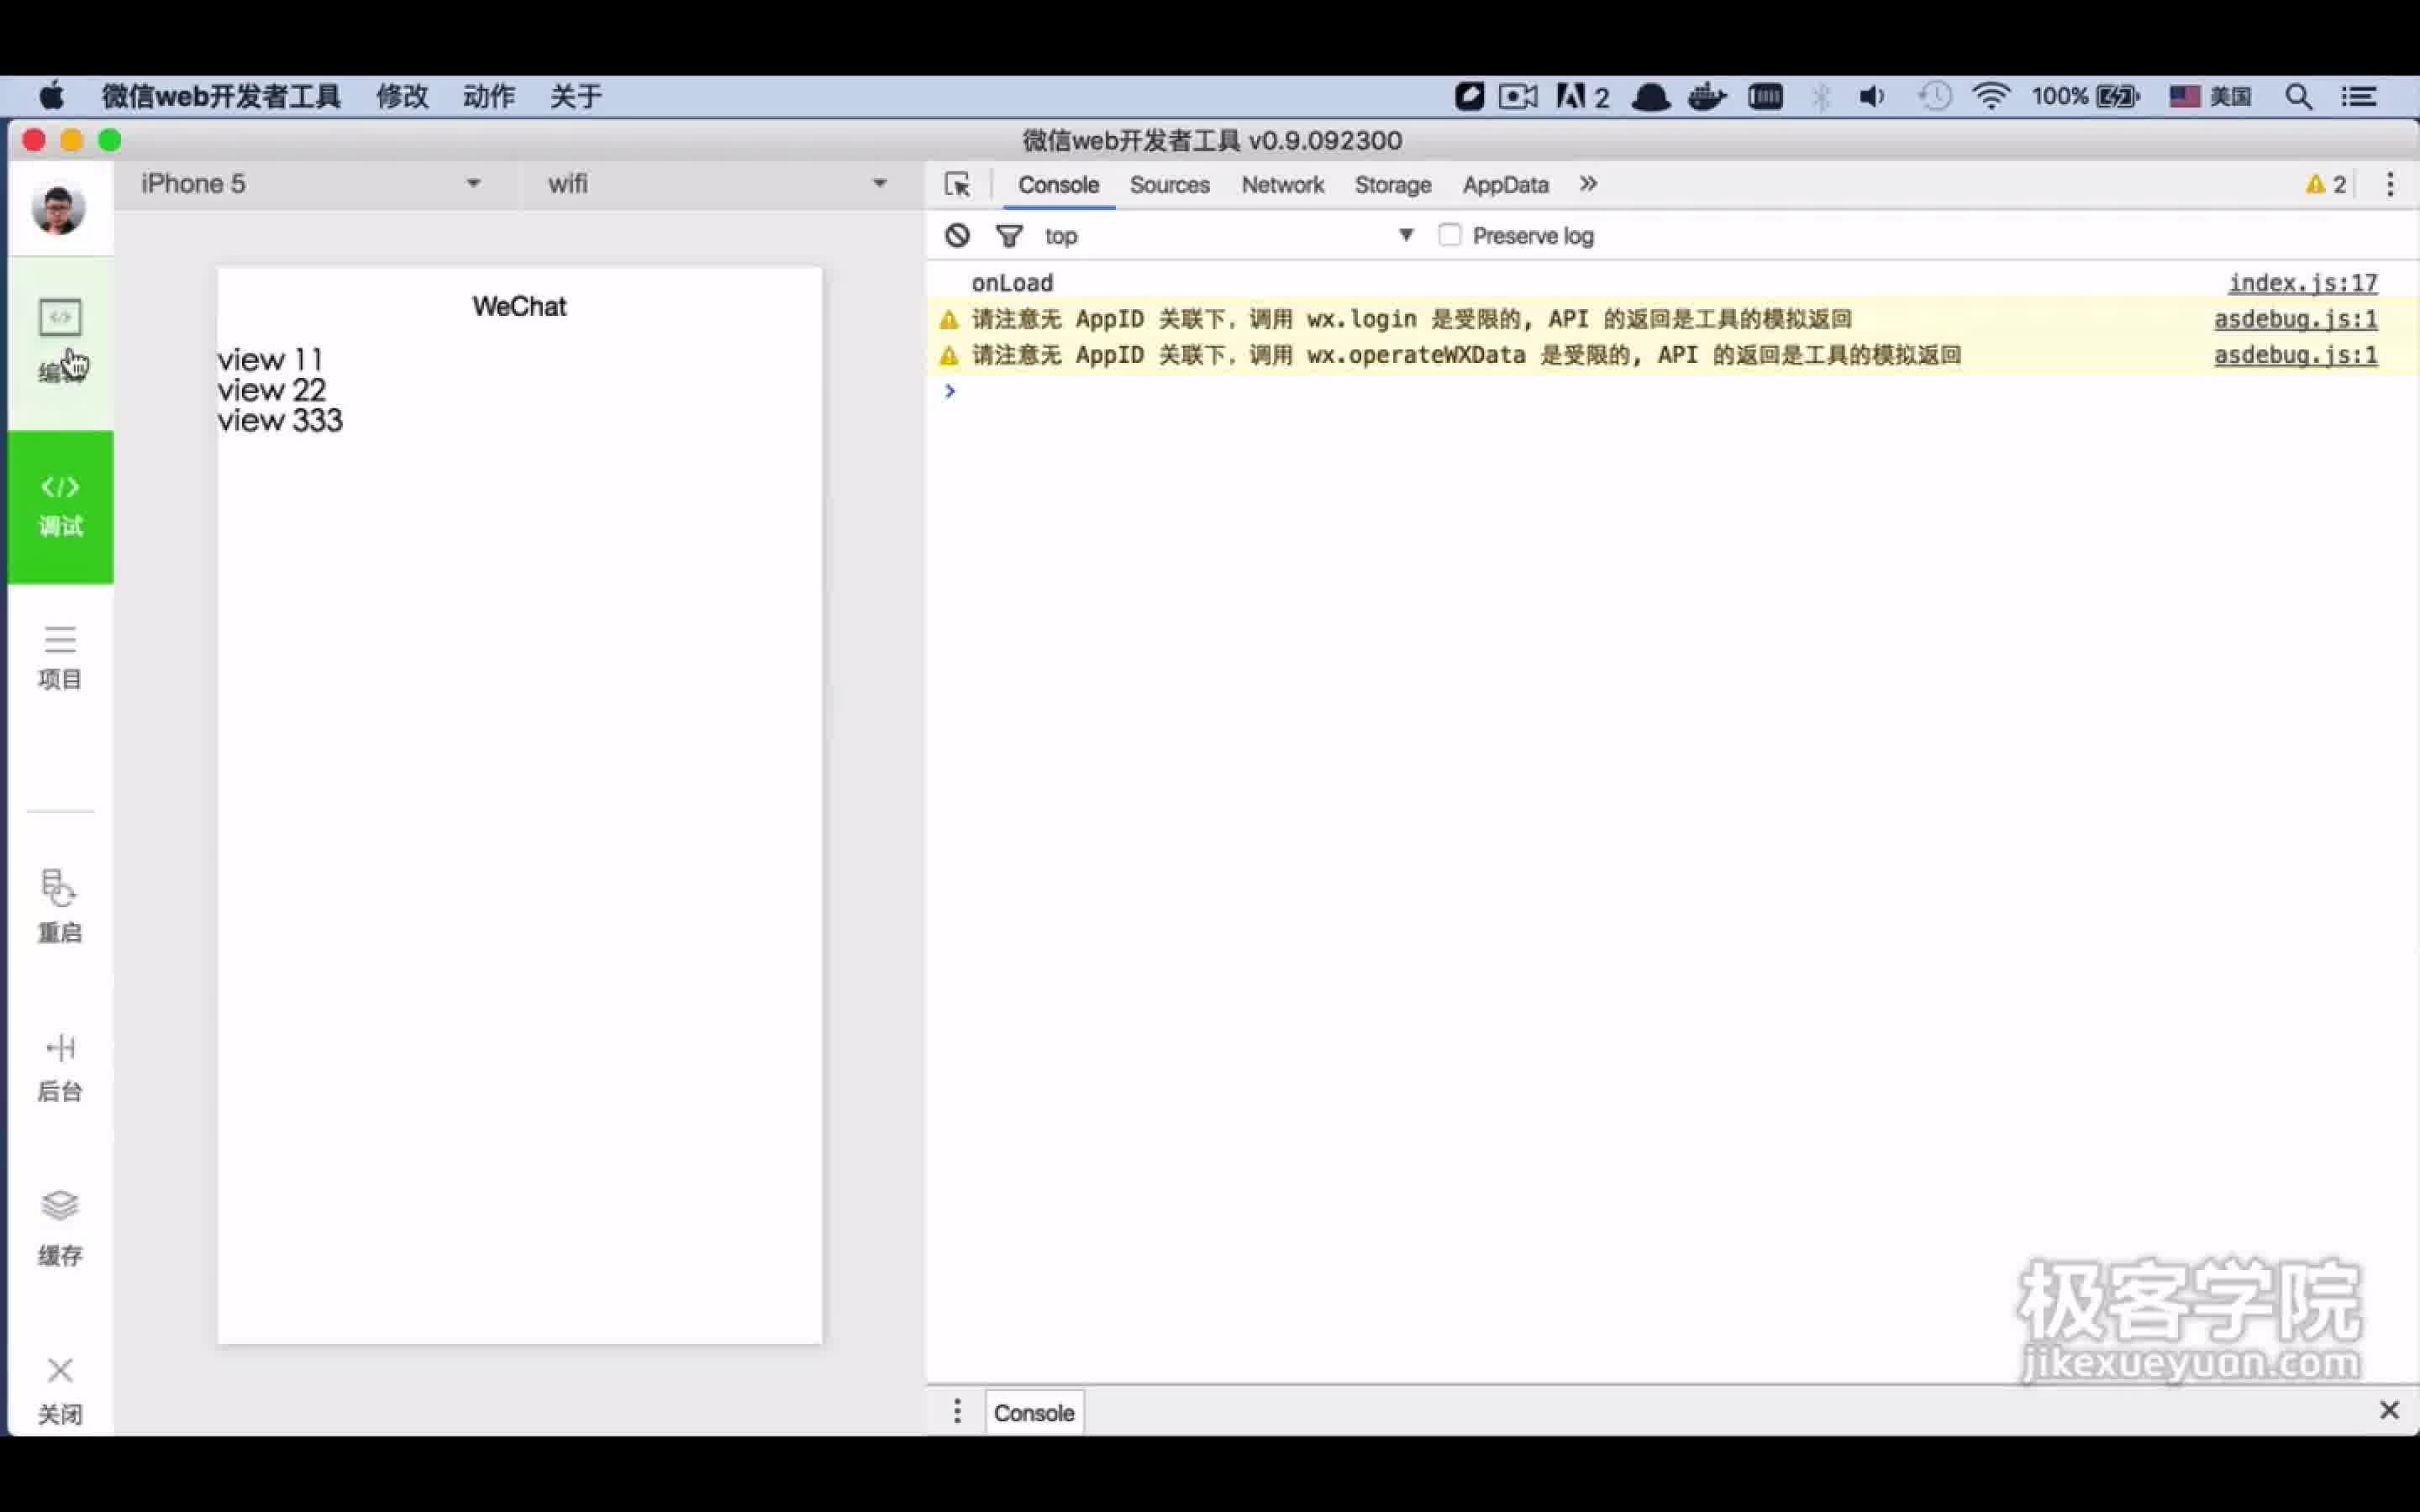 微信web开发者工具 修改 动作 关于 2 100% 美国
微信web开发者工具 v0.9.092300
iPhone 5 wifi
Console Sources Network Storage AppData » 2
top Preserve log
onLoad index.js:17
请注意无 AppID 关联下，调用 wx.login 是受限的, API 的返回是工具的模拟返回 asdebug.js:1
请注意无 AppID 关联下，调用 wx.operateWXData 是受限的, API 的返回是工具的模拟返回 asdebug.js:1
>
WeChat
view 11
view 22
view 333
</>
调试
项目
重启
后台
缓存
关闭
Console
极客学院
jikexueyuan.com